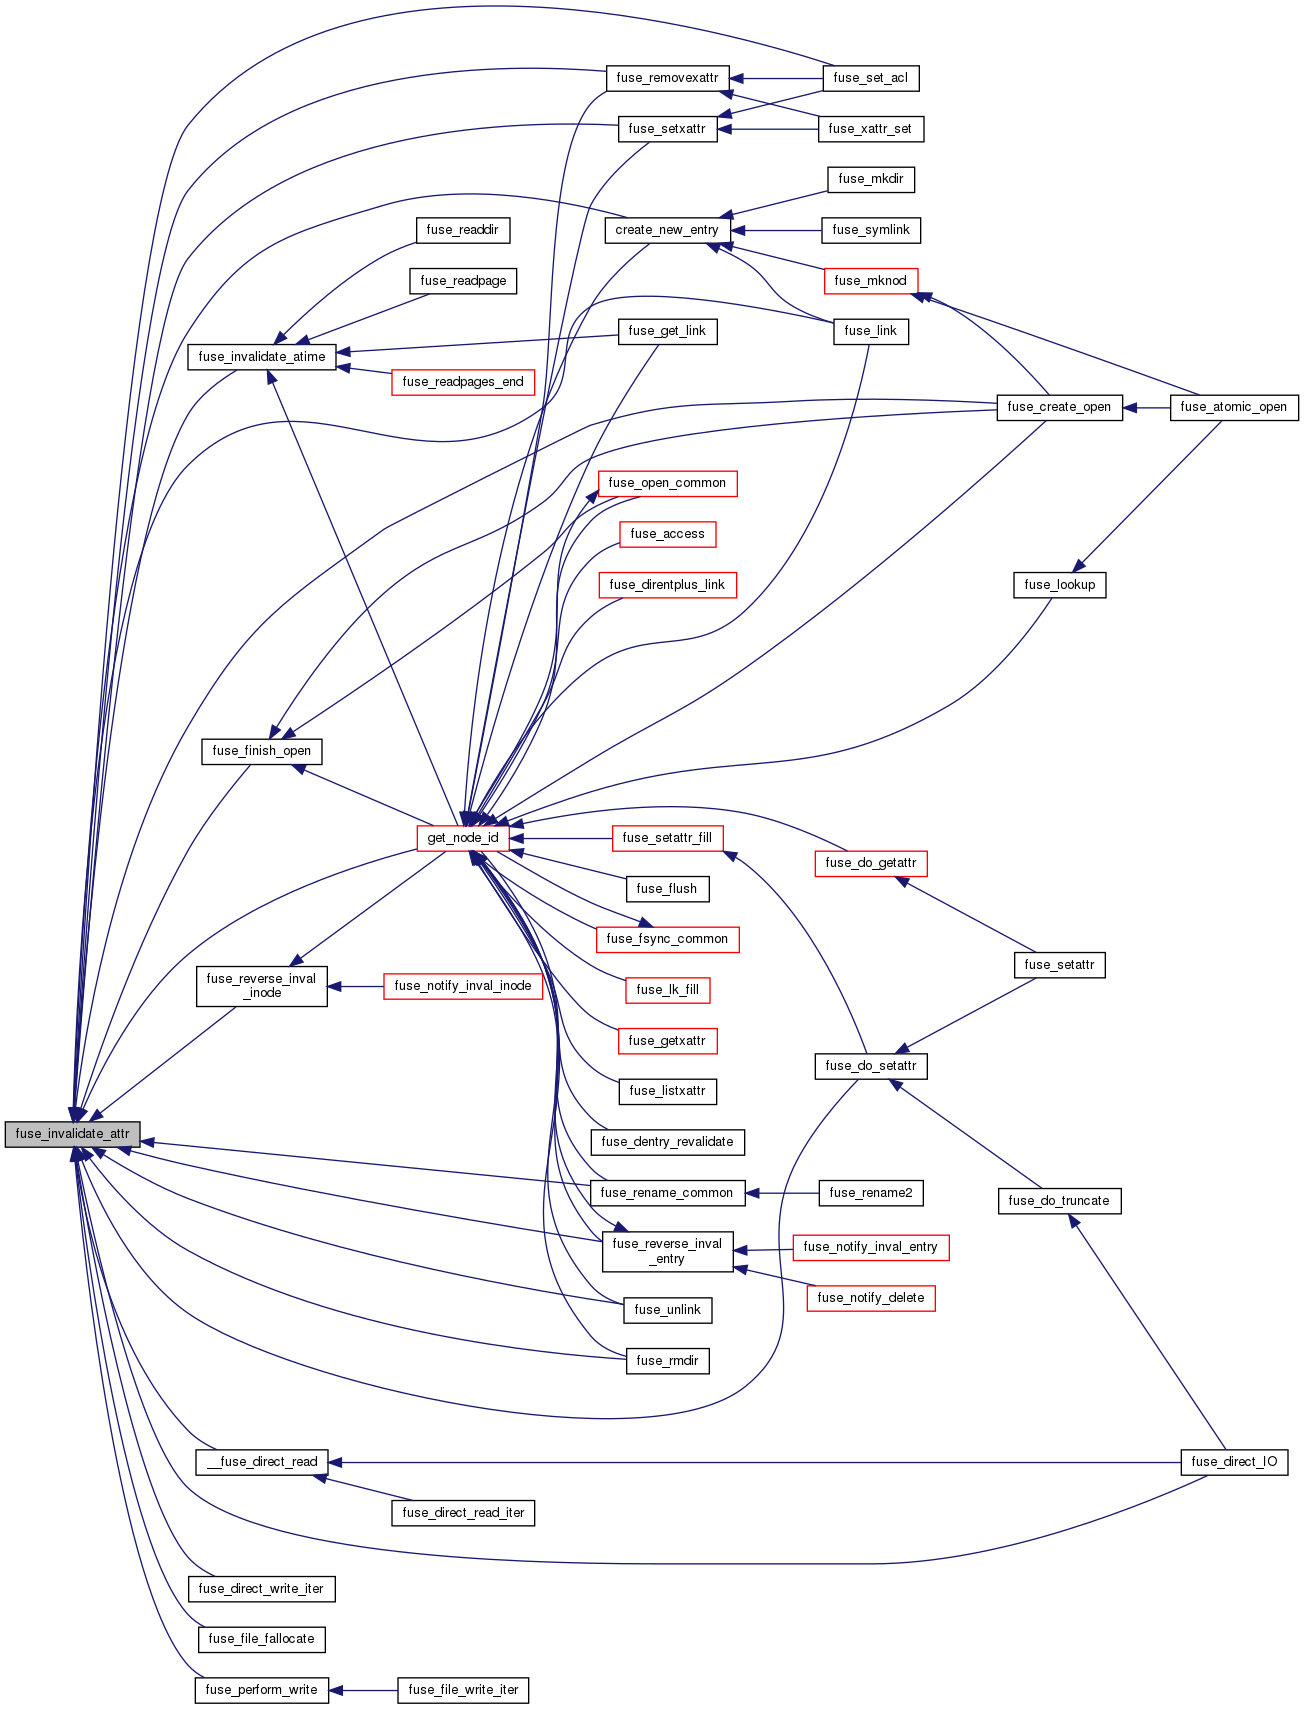 fuse_removexattr
fuse_set_acl
fuse_setxattr
fuse_xattr_set
fuse_mkdir
fuse_readdir
create_new_entry
fuse_symlink
fuse_readpage
fuse_mknod
fuse_get_link
fuse_link
fuse_invalidate_atime
fuse_readpages_end
fuse_create_open
fuse_atomic_open
fuse_open_common
fuse_access
fuse_direntplus_link
fuse_lookup
fuse_finish_open
get_node_id
fuse_setattr_fill
fuse_do_getattr
fuse_flush
fuse_fsync_common
fuse_setattr
fuse_reverse_inval
_inode
fuse_notify_inval_inode
fuse_lk_fill
fuse_getxattr
fuse_do_setattr
fuse_listxattr
fuse_invalidate_attr
fuse_dentry_revalidate
fuse_rename_common
fuse_rename2
fuse_do_truncate
fuse_reverse_inval
_entry
fuse_notify_inval_entry
fuse_notify_delete
fuse_unlink
fuse_rmdir
__fuse_direct_read
fuse_direct_IO
fuse_direct_read_iter
fuse_direct_write_iter
fuse_file_fallocate
fuse_perform_write
fuse_file_write_iter